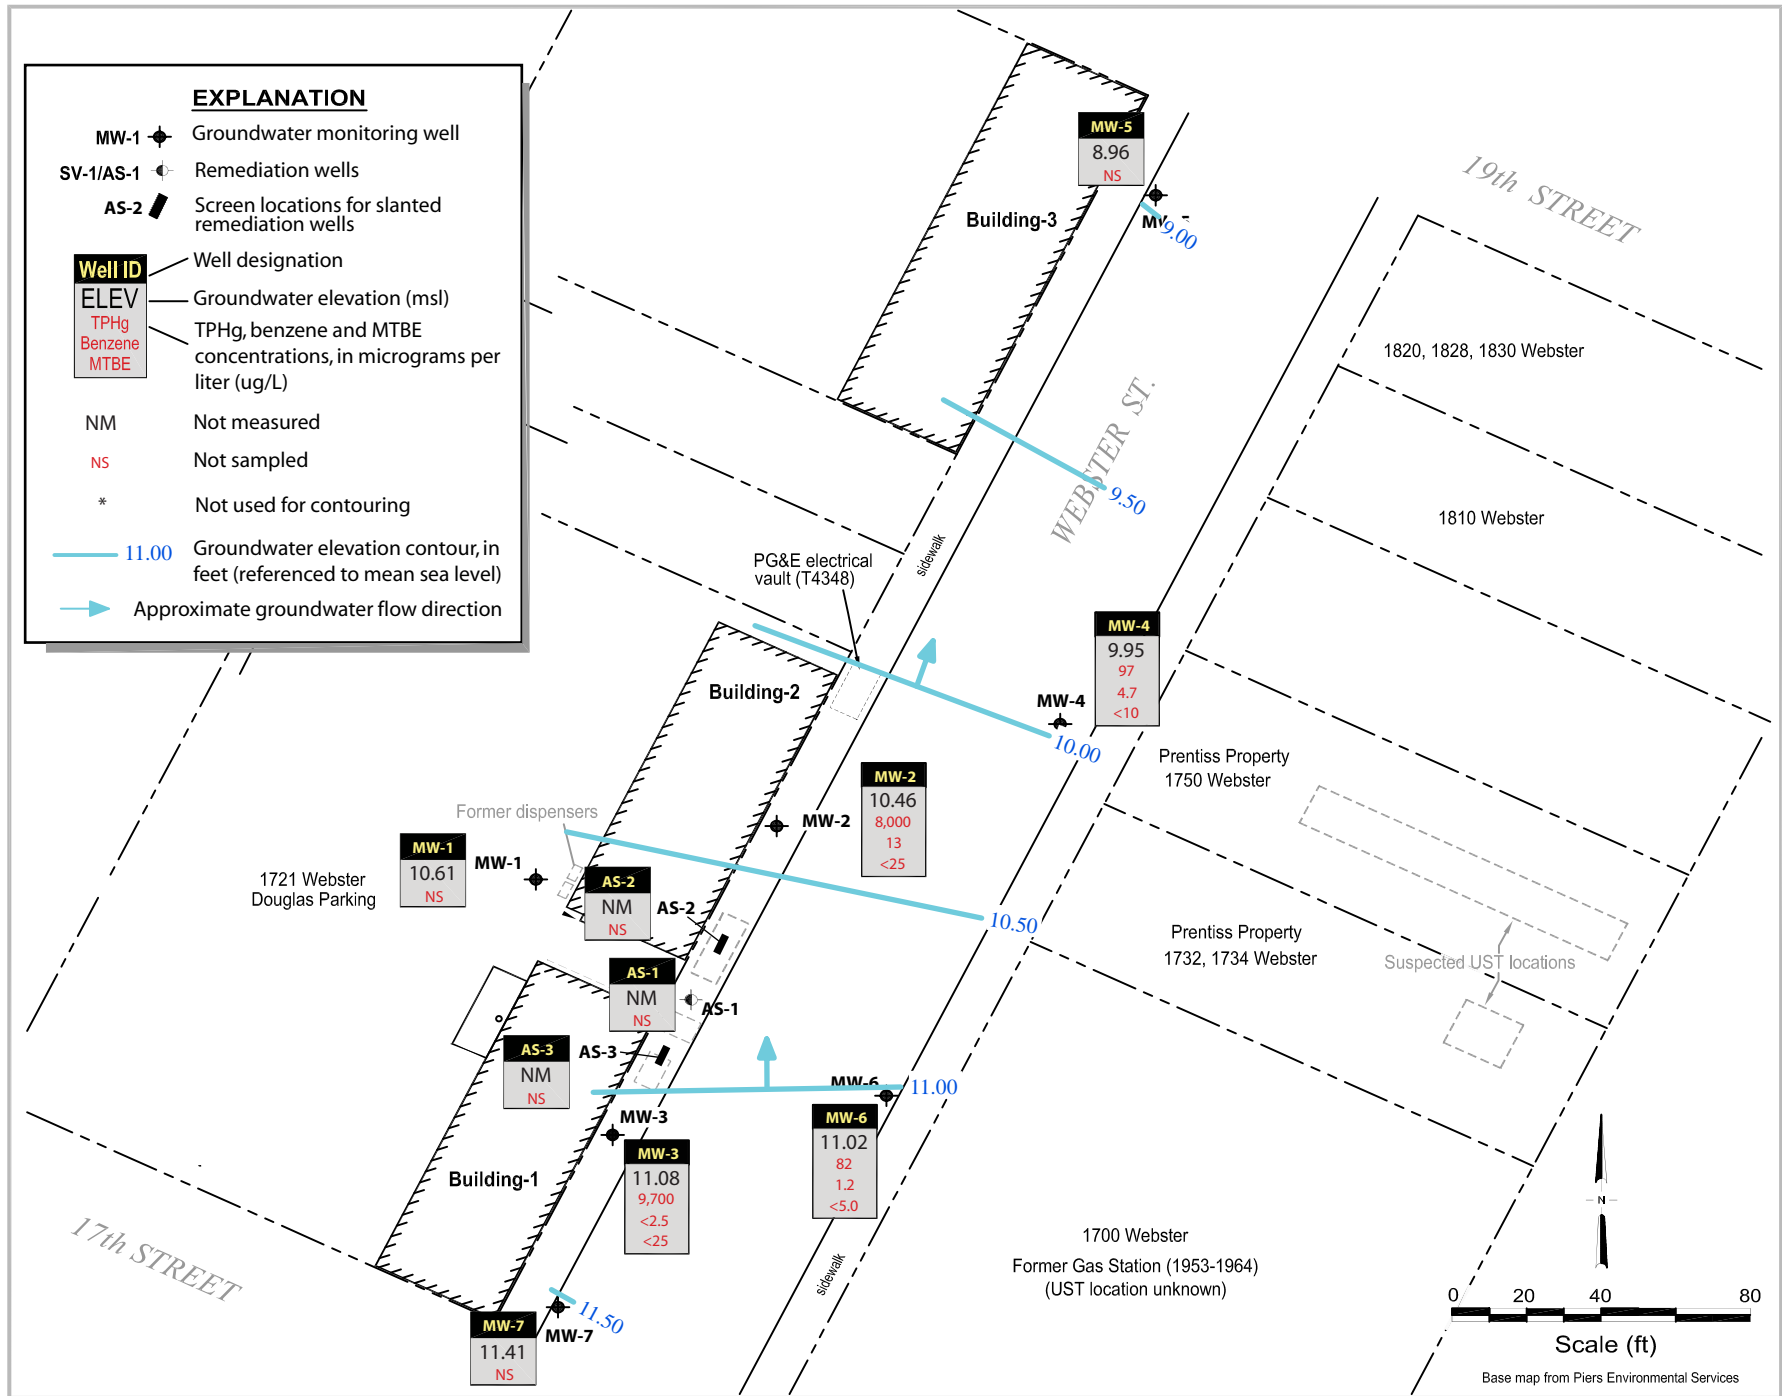 EXPLANATION
MW-1
Groundwater monitoring well
SV-1/AS-1
Remediation wells
AS-2
Screen locations for slanted
remediation wells
Well ID
ELEV
TPHg
Benzene
MTBE
Well designation
Groundwater elevation (msl)
TPHg, benzene and MTBE
concentrations, in micrograms per
liter (ug/L)
NM
Not measured
NS
Not sampled
*
Not used for contouring
11.00
Groundwater elevation contour, in
feet (referenced to mean sea level)
Approximate groundwater flow direction
MW-5
8.96
NS
Building-3
9.00
19th STREET
1820, 1828, 1830 Webster
WEBSTER ST.
9.50
1810 Webster
sidewalk
PG&E electrical
vault (T4348)
MW-4
9.95
97
4.7
<10
MW-4
10.00
Building-2
Prentiss Property
1750 Webster
MW-2
10.46
8,000
13
<25
MW-2
Former dispensers
MW-1
10.61
NS
MW-1
1721 Webster
Douglas Parking
AS-2
NM
NS
AS-2
10.50
Prentiss Property
1732, 1734 Webster
Suspected UST locations
AS-1
NM
NS
AS-1
AS-3
NM
NS
AS-3
MW-6
11.00
MW-6
11.02
82
1.2
<5.0
MW-3
MW-3
11.08
9,700
<2.5
<25
Building-1
17th STREET
sidewalk
1700 Webster
Former Gas Station (1953-1964)
(UST location unknown)
11.50
MW-7
MW-7
11.41
NS
N
0 20 40 80
Scale (ft)
Base map from Piers Environmental Services